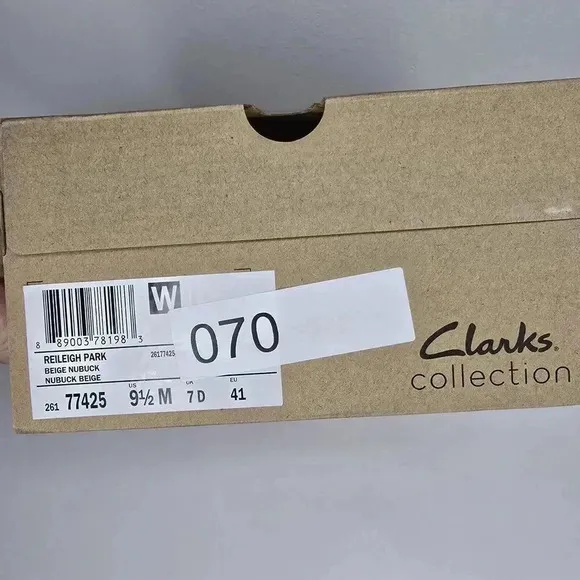 W
8 89003 78198 3
REILEIGH PARK 26177425
BEIGE NUBUCK
NUBUCK BEIGE
US EU
261 77425 9½ M 7 D 41
070
Clarks.
collection